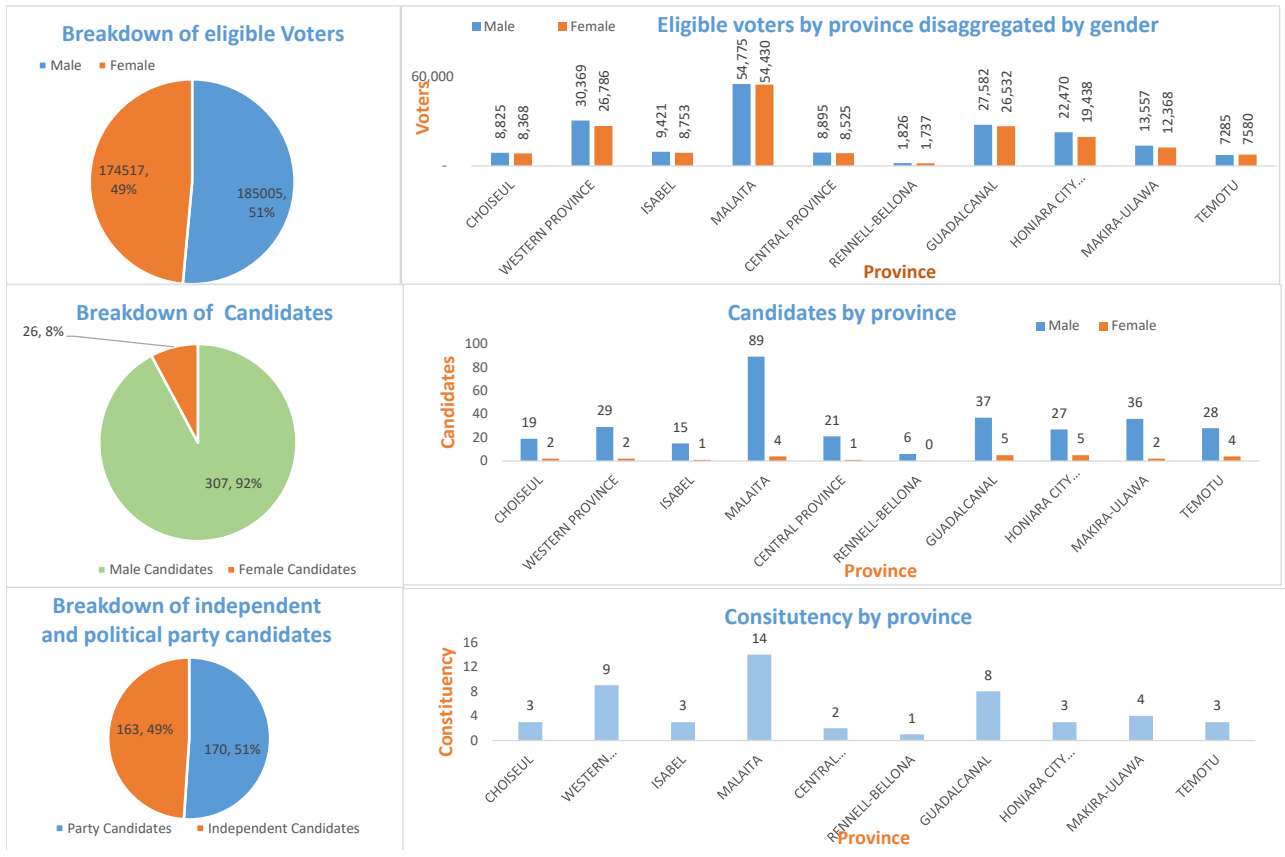 Breakdown of eligible Voters
Male Female
174517,
49%
185005,
51%
Eligible voters by province disaggregated by gender
Male Female
Voters
60,000
-
8,825 8,368 30,369 26,786 9,421 8,753 54,775 54,430 8,895 8,525 1,826 1,737 27,582 26,532 22,470 19,438 13,557 12,368 7285 7580
CHOISEUL WESTERN PROVINCE ISABEL MALAITA CENTRAL PROVINCE RENNELL-BELLONA GUADALCANAL HONIARA CITY... MAKIRA-ULAWA TEMOTU
Province
Breakdown of Candidates
26, 8%
307, 92%
Male Candidates Female Candidates
Candidates by province
Male Female
Candidates
100
80
60
40
20
0
19 2 29 2 15 1 89 4 21 1 6 0 37 5 27 5 36 2 28 4
CHOISEUL WESTERN PROVINCE ISABEL MALAITA CENTRAL PROVINCE RENNELL-BELLONA GUADALCANAL HONIARA CITY... MAKIRA-ULAWA TEMOTU
Province
Breakdown of independent
and political party candidates
163, 49%
170, 51%
Party Candidates Independent Candidates
Consitutency by province
Constituency
16
12
8
4
0
3 9 3 14 2 1 8 3 4 3
CHOISEUL WESTERN... ISABEL MALAITA CENTRAL... RENNELL-BELLONA GUADALCANAL HONIARA CITY... MAKIRA-ULAWA TEMOTU
Province